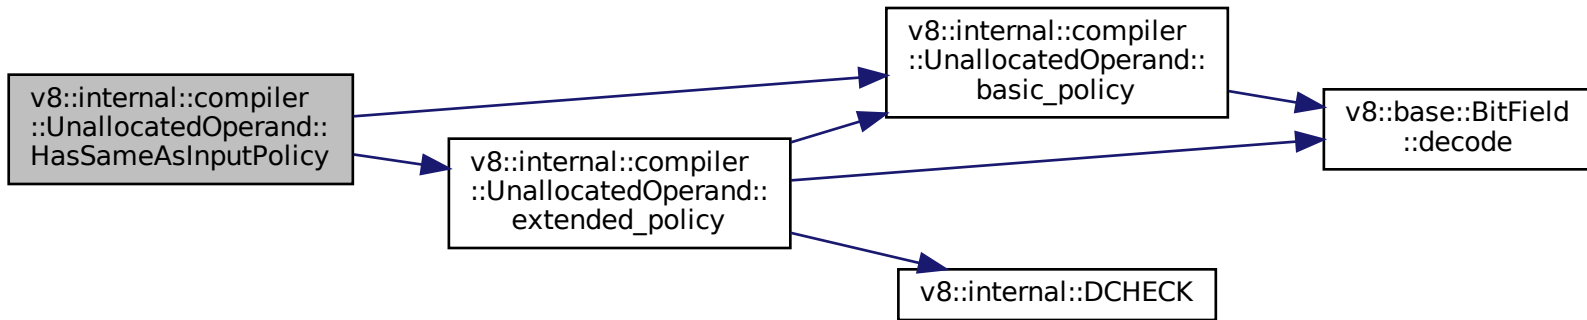 v8::internal::compiler
::UnallocatedOperand::
HasSameAsInputPolicy
v8::internal::compiler
::UnallocatedOperand::
extended_policy
v8::internal::compiler
::UnallocatedOperand::
basic_policy
v8::internal::DCHECK
v8::base::BitField
::decode